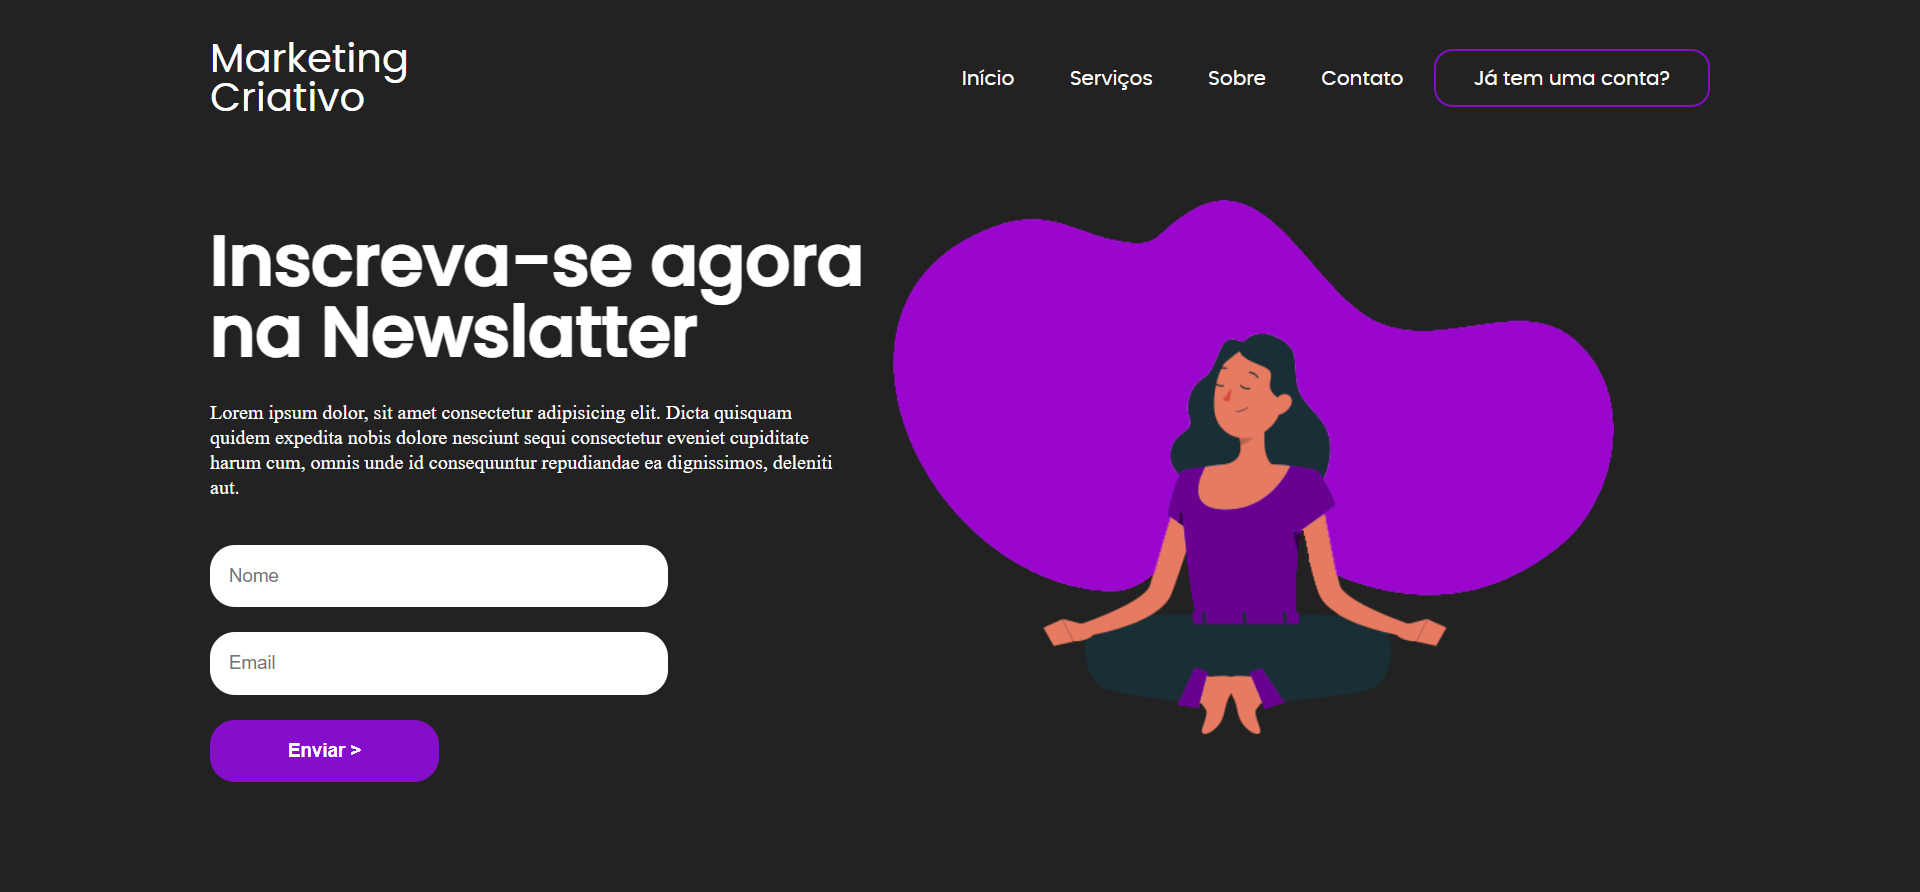 Marketing
Criativo
Início
Serviços
Sobre
Contato
Já tem uma conta?
Inscreva-se agora
na Newslatter
Lorem ipsum dolor, sit amet consectetur adipisicing elit. Dicta quisquam
quidem expedita nobis dolore nesciunt sequi consectetur eveniet cupiditate
harum cum, omnis unde id consequuntur repudiandae ea dignissimos, deleniti
aut.
Nome
Email
Enviar >